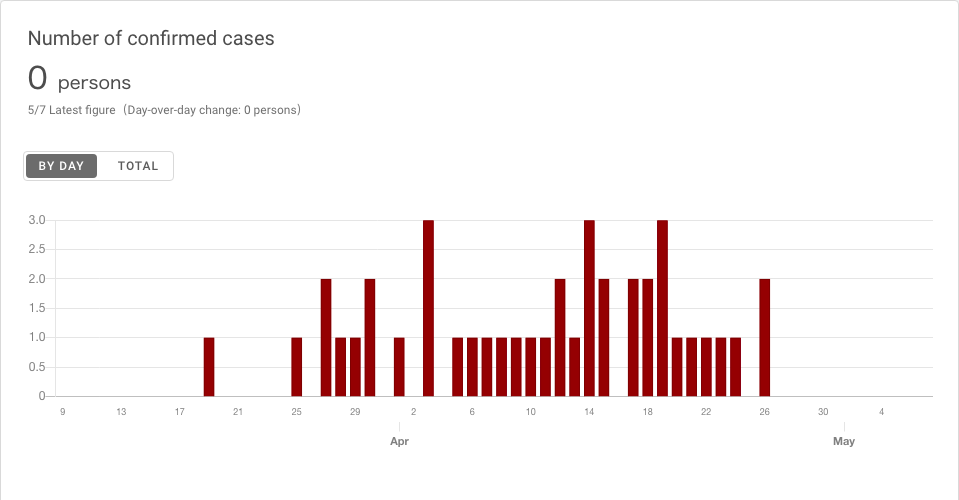 Number of confirmed cases
0 persons
5/7 Latest figure（Day-over-day change: 0 persons）
BY DAY TOTAL
3.0
2.5
2.0
1.5
1.0
0.5
0
9 13 17 21 25 29 2 6 10 14 18 22 26 30 4
Apr May